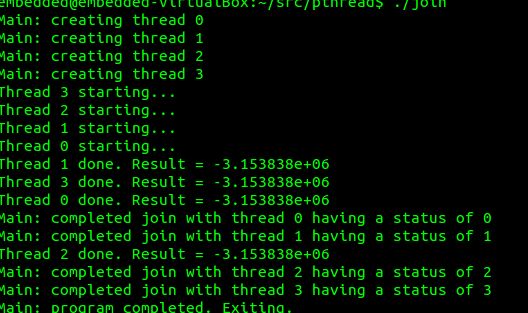 embedded@embedded-VirtualBox:~/src/pthread$ ./join
Main: creating thread 0
Main: creating thread 1
Main: creating thread 2
Main: creating thread 3
Thread 3 starting...
Thread 2 starting...
Thread 1 starting...
Thread 0 starting...
Thread 1 done. Result = -3.153838e+06
Thread 3 done. Result = -3.153838e+06
Thread 0 done. Result = -3.153838e+06
Main: completed join with thread 0 having a status of 0
Main: completed join with thread 1 having a status of 1
Thread 2 done. Result = -3.153838e+06
Main: completed join with thread 2 having a status of 2
Main: completed join with thread 3 having a status of 3
Main: program completed. Exiting.